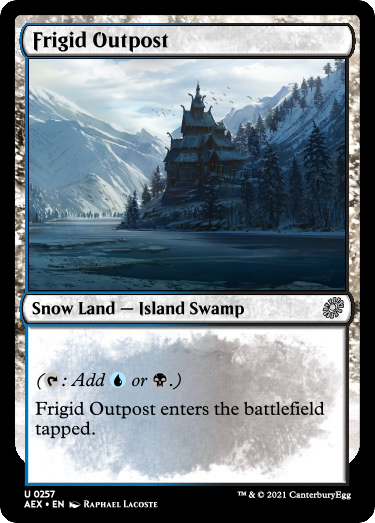 Frigid Outpost
Snow Land — Island Swamp
( : Add or .)
Frigid Outpost enters the battlefield
tapped.
U 0257
AEX • EN Raphael Lacoste
™ & © 2021 CanterburyEgg